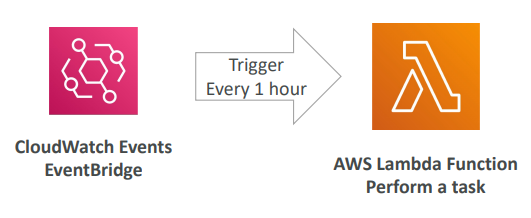 Trigger
Every 1 hour
CloudWatch Events
EventBridge
AWS Lambda Function
Perform a task